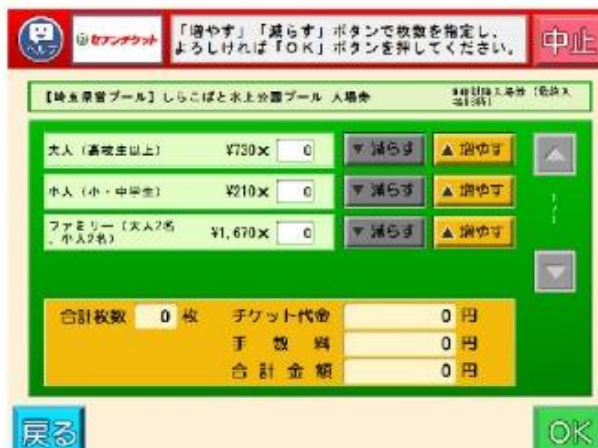 ヘルプ
セブンチケット
「増やす」「減らす」ボタンで枚数を指定し、
よろしければ「OK」ボタンを押してください。
中止
【埼玉県営プール】しらこばと水上公園プール 入場券
大人（高校生以上） ¥730× 0 ▼減らす ▲増やす
小人（小・中学生） ¥210× 0 ▼減らす ▲増やす
ファミリー（大人2名
、小人2名） ¥1,670× 0 ▼減らす ▲増やす
1/1
合計枚数 0 枚 チケット代金 0 円
手数料 0 円
合計金額 0 円
戻る
OK